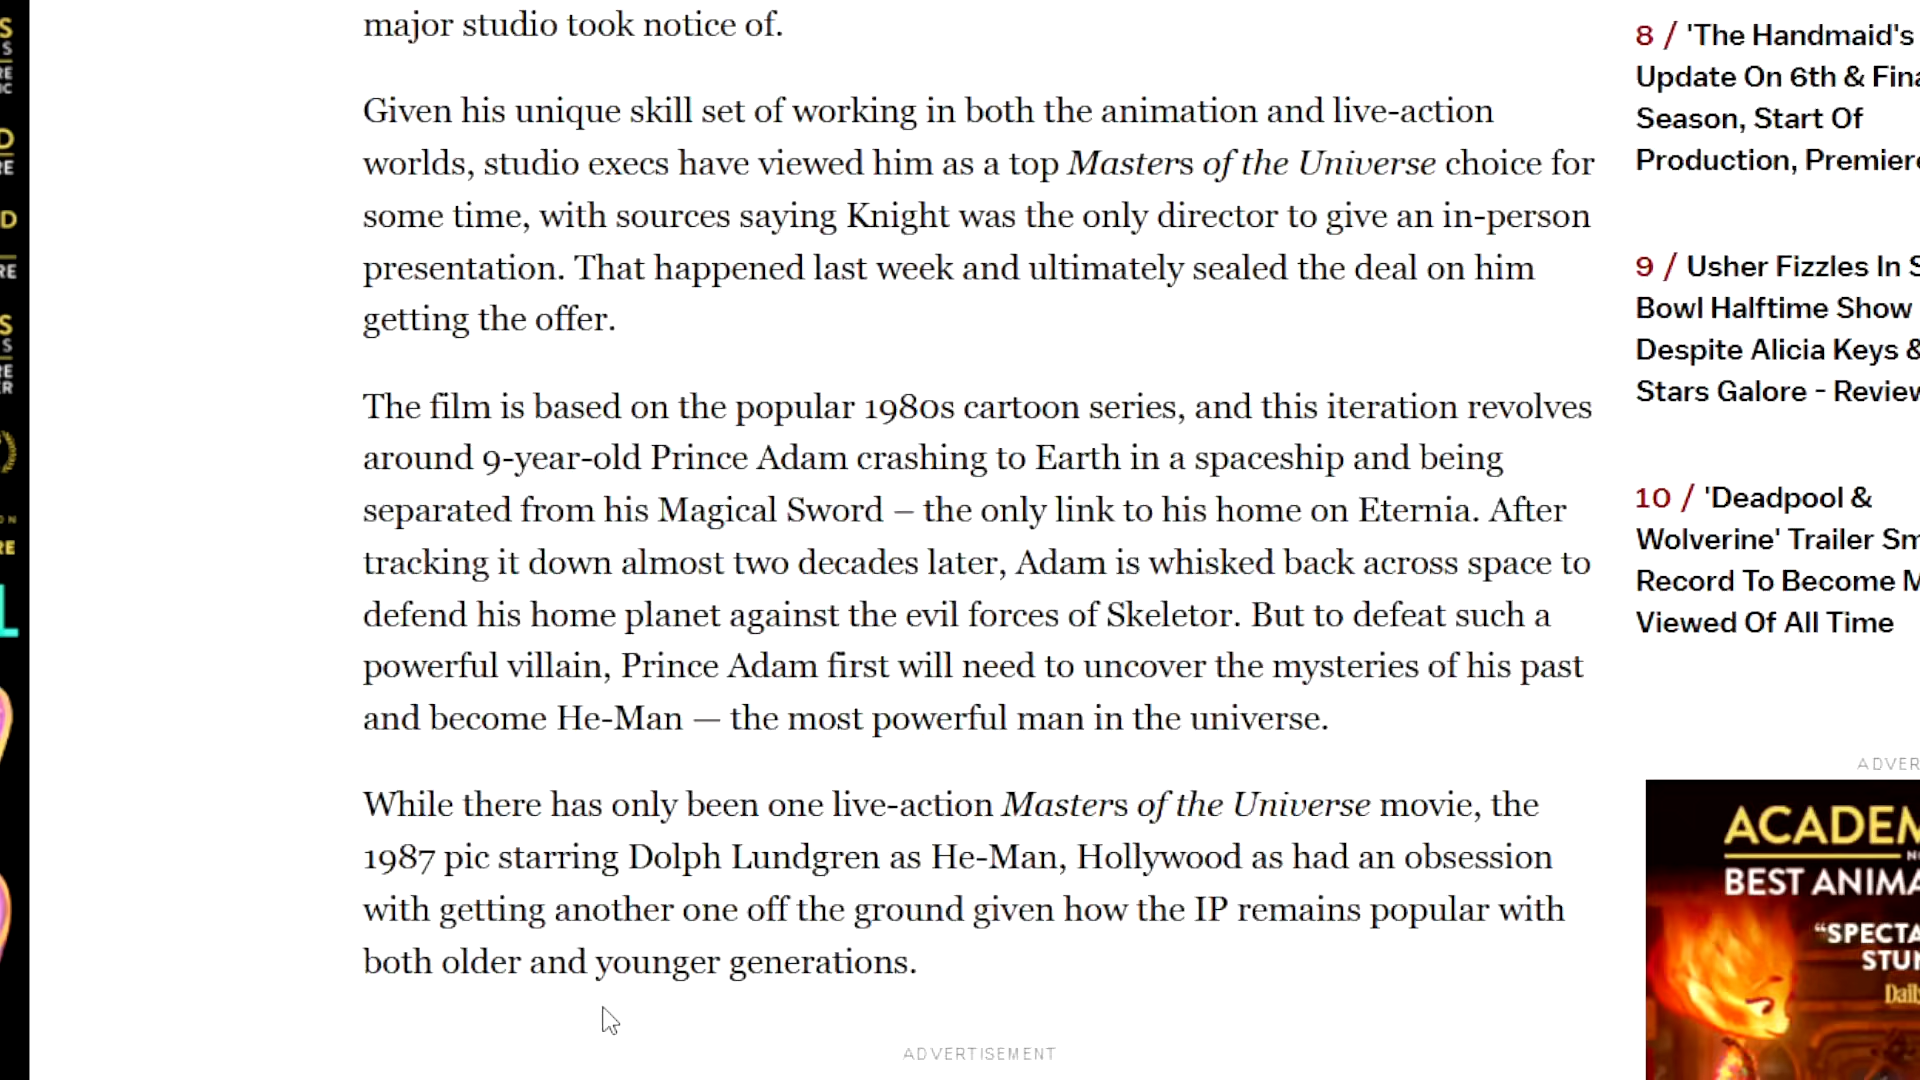 major studio took notice of.
Given his unique skill set of working in both the animation and live-action
worlds, studio execs have viewed him as a top Masters of the Universe choice for
some time, with sources saying Knight was the only director to give an in-person
presentation. That happened last week and ultimately sealed the deal on him
getting the offer.
The film is based on the popular 1980s cartoon series, and this iteration revolves
around 9-year-old Prince Adam crashing to Earth in a spaceship and being
separated from his Magical Sword – the only link to his home on Eternia. After
tracking it down almost two decades later, Adam is whisked back across space to
defend his home planet against the evil forces of Skeletor. But to defeat such a
powerful villain, Prince Adam first will need to uncover the mysteries of his past
and become He-Man — the most powerful man in the universe.
While there has only been one live-action Masters of the Universe movie, the
1987 pic starring Dolph Lundgren as He-Man, Hollywood as had an obsession
with getting another one off the ground given how the IP remains popular with
both older and younger generations.
ADVERTISEMENT
8 / 'The Handmaid's
Update On 6th & Fina
Season, Start Of
Production, Premiere
9 / Usher Fizzles In S
Bowl Halftime Show
Despite Alicia Keys &
Stars Galore - Review
10 / 'Deadpool &
Wolverine' Trailer Sm
Record To Become M
Viewed Of All Time
ADVER
ACADEM
BEST ANIMA
"SPECTA
STUN
Dail